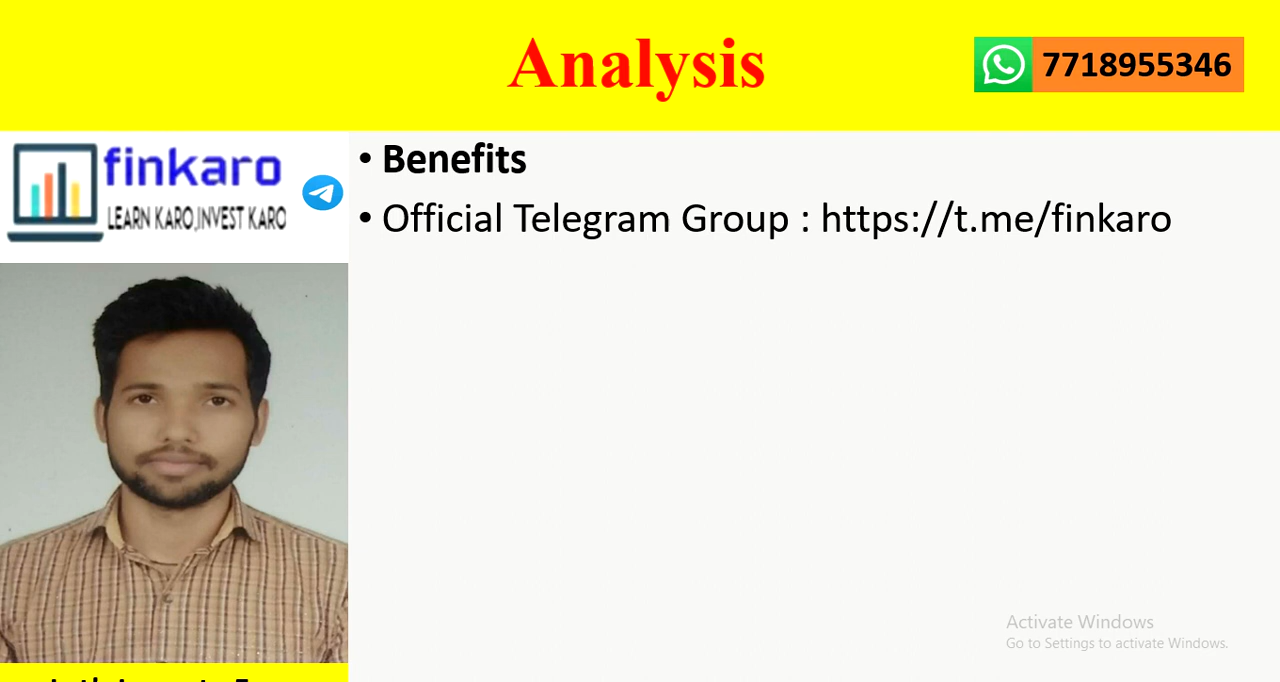 Analysis
7718955346
finkaro
LEARN KARO,INVEST KARO
• Benefits
• Official Telegram Group : https://t.me/finkaro
Activate Windows
Go to Settings to activate Windows.